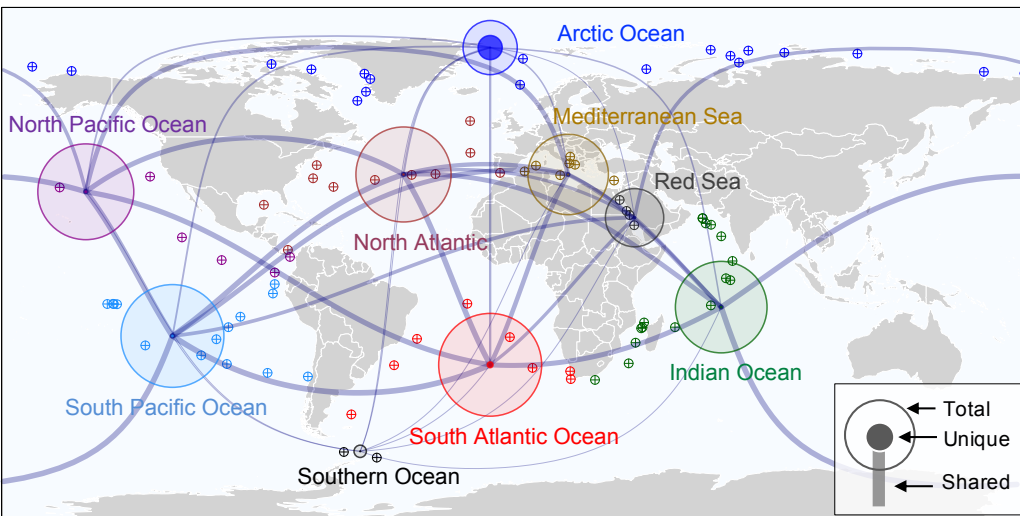 Arctic Ocean
North Pacific Ocean
Mediterranean Sea
Red Sea
North Atlantic
Indian Ocean
South Pacific Ocean
South Atlantic Ocean
Southern Ocean
Total
Unique
Shared